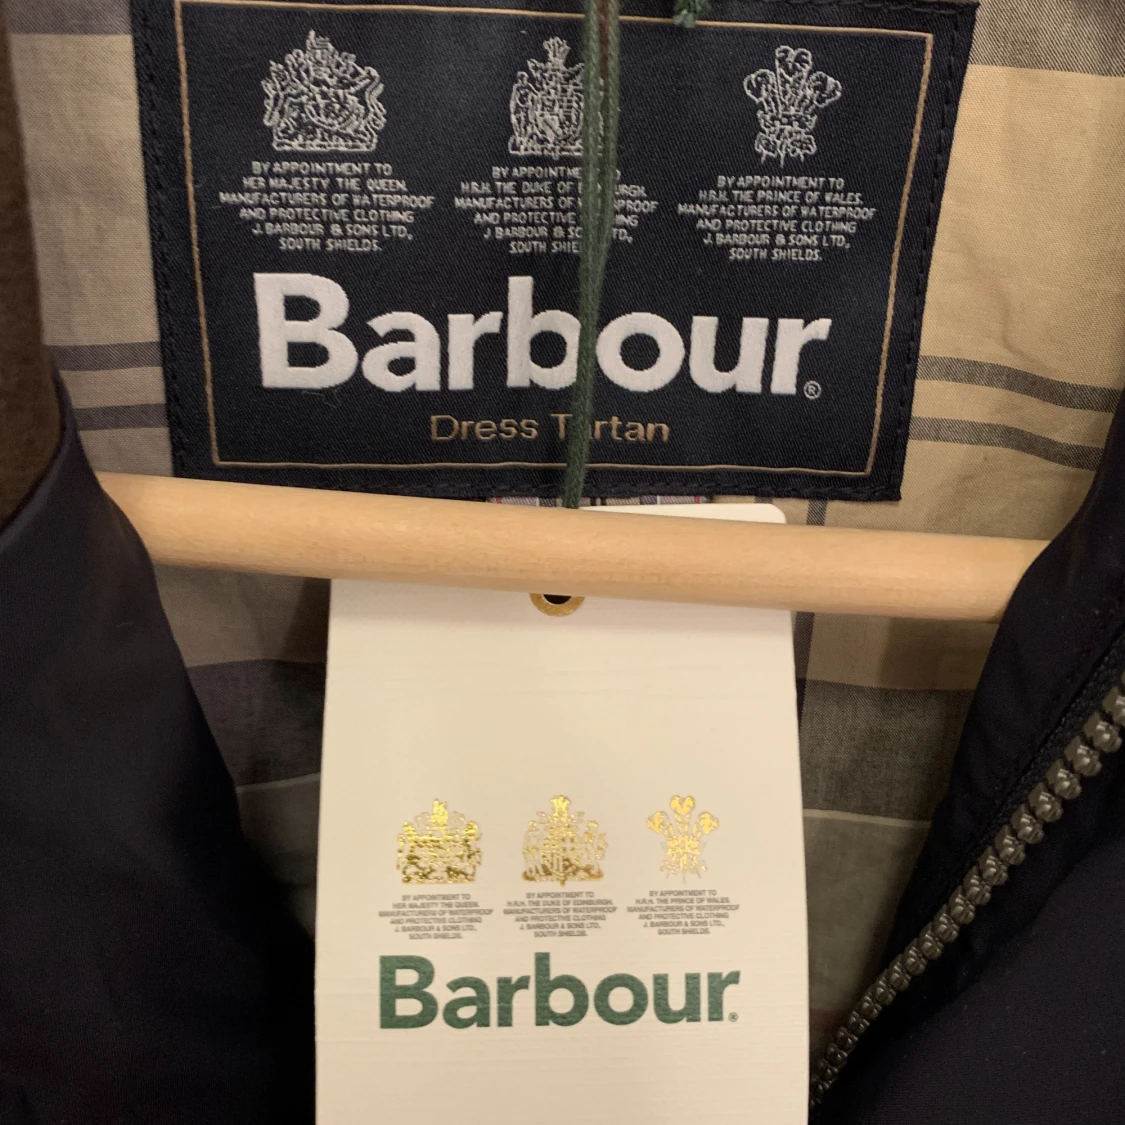 BY APPOINTMENT TO
HER MAJESTY THE QUEEN.
MANUFACTURERS OF WATERPROOF
AND PROTECTIVE CLOTHING
J. BARBOUR & SONS LTD.,
SOUTH SHIELDS.
BY APPOINTMENT TO
H.R.H. THE DUKE OF EDINBURGH.
MANUFACTURERS OF WATERPROOF
AND PROTECTIVE CLOTHING
J. BARBOUR & SONS LTD.,
SOUTH SHIELDS.
BY APPOINTMENT TO
H.R.H. THE PRINCE OF WALES.
MANUFACTURERS OF WATERPROOF
AND PROTECTIVE CLOTHING
J. BARBOUR & SONS LTD.,
SOUTH SHIELDS.
Barbour®
Dress Tartan
BY APPOINTMENT TO
HER MAJESTY THE QUEEN.
MANUFACTURERS OF WATERPROOF
AND PROTECTIVE CLOTHING
J. BARBOUR & SONS LTD.,
SOUTH SHIELDS.
BY APPOINTMENT TO
H.R.H. THE DUKE OF EDINBURGH.
MANUFACTURERS OF WATERPROOF
AND PROTECTIVE CLOTHING
J. BARBOUR & SONS LTD.,
SOUTH SHIELDS.
BY APPOINTMENT TO
H.R.H. THE PRINCE OF WALES.
MANUFACTURERS OF WATERPROOF
AND PROTECTIVE CLOTHING
J. BARBOUR & SONS LTD.,
SOUTH SHIELDS.
Barbour®